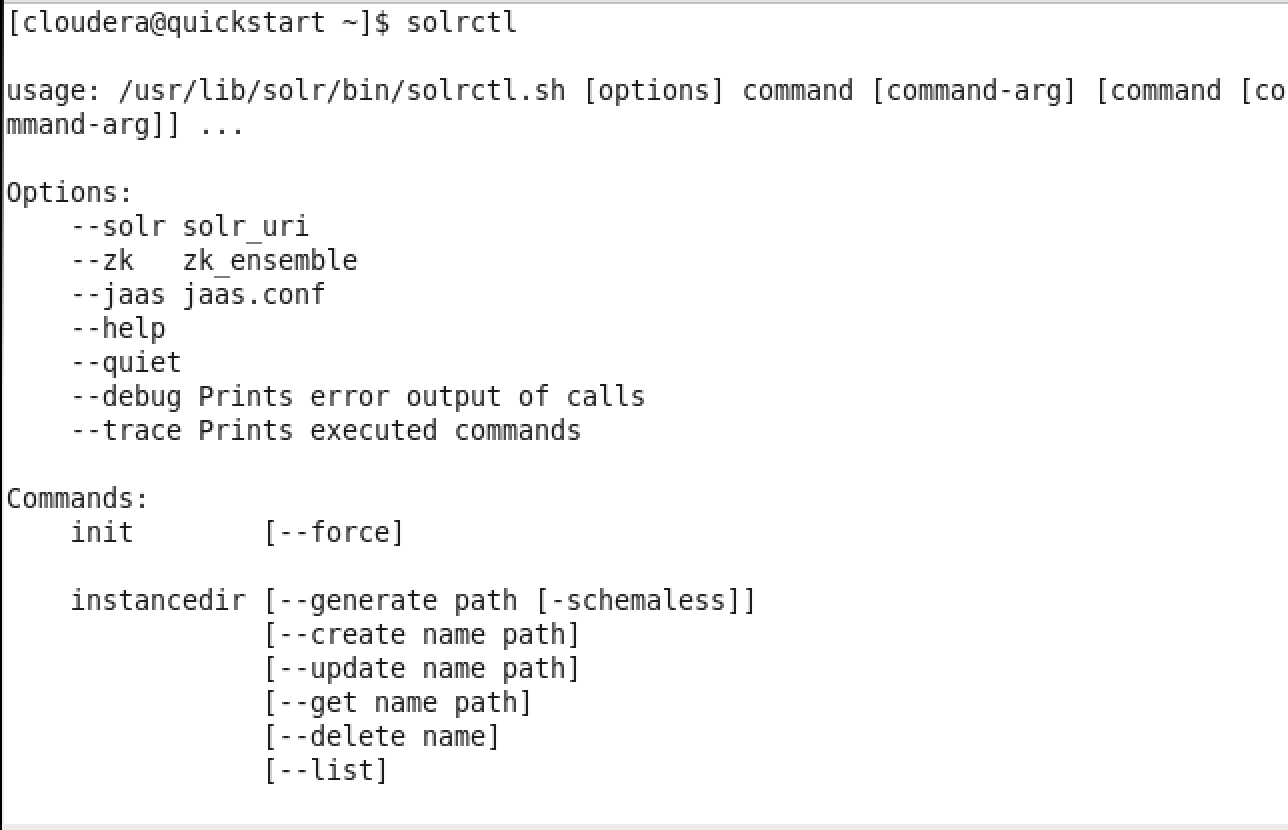 [cloudera@quickstart ~]$ solrctl
usage: /usr/lib/solr/bin/solrctl.sh [options] command [command-arg] [command [co
mmand-arg]] ...
Options:
    --solr solr_uri
    --zk   zk_ensemble
    --jaas jaas.conf
    --help
    --quiet
    --debug Prints error output of calls
    --trace Prints executed commands
Commands:
    init        [--force]
    instancedir [--generate path [-schemaless]]
                [--create name path]
                [--update name path]
                [--get name path]
                [--delete name]
                [--list]